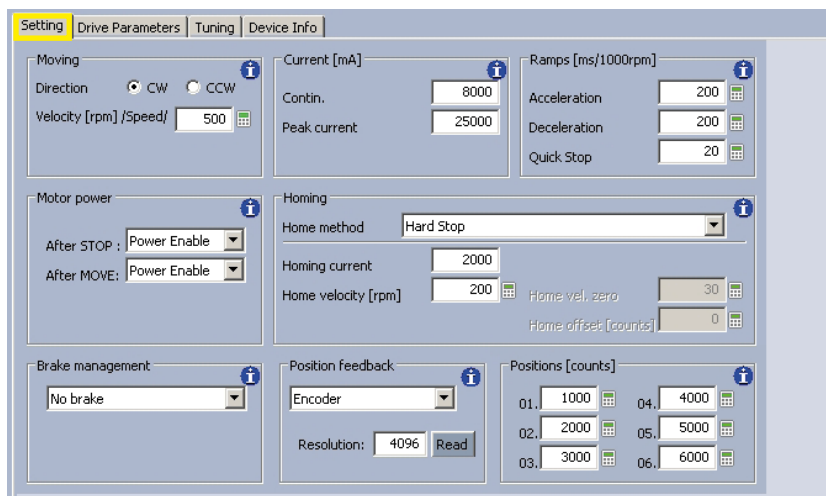 Setting Drive Parameters Tuning Device Info
Moving
Direction CW CCW
Velocity [rpm] /Speed/ 500
Current [mA]
Contin. 8000
Peak current 25000
Ramps [ms/1000rpm]
Acceleration 200
Deceleration 200
Quick Stop 20
Motor power
After STOP : Power Enable
After MOVE: Power Enable
Homing
Home method Hard Stop
Homing current 2000
Home velocity [rpm] 200
Home vel. zero 30
Home offset [counts] 0
Brake management
No brake
Position feedback
Encoder
Resolution: 4096 Read
Positions [counts]
01. 1000 04. 4000
02. 2000 05. 5000
03. 3000 06. 6000